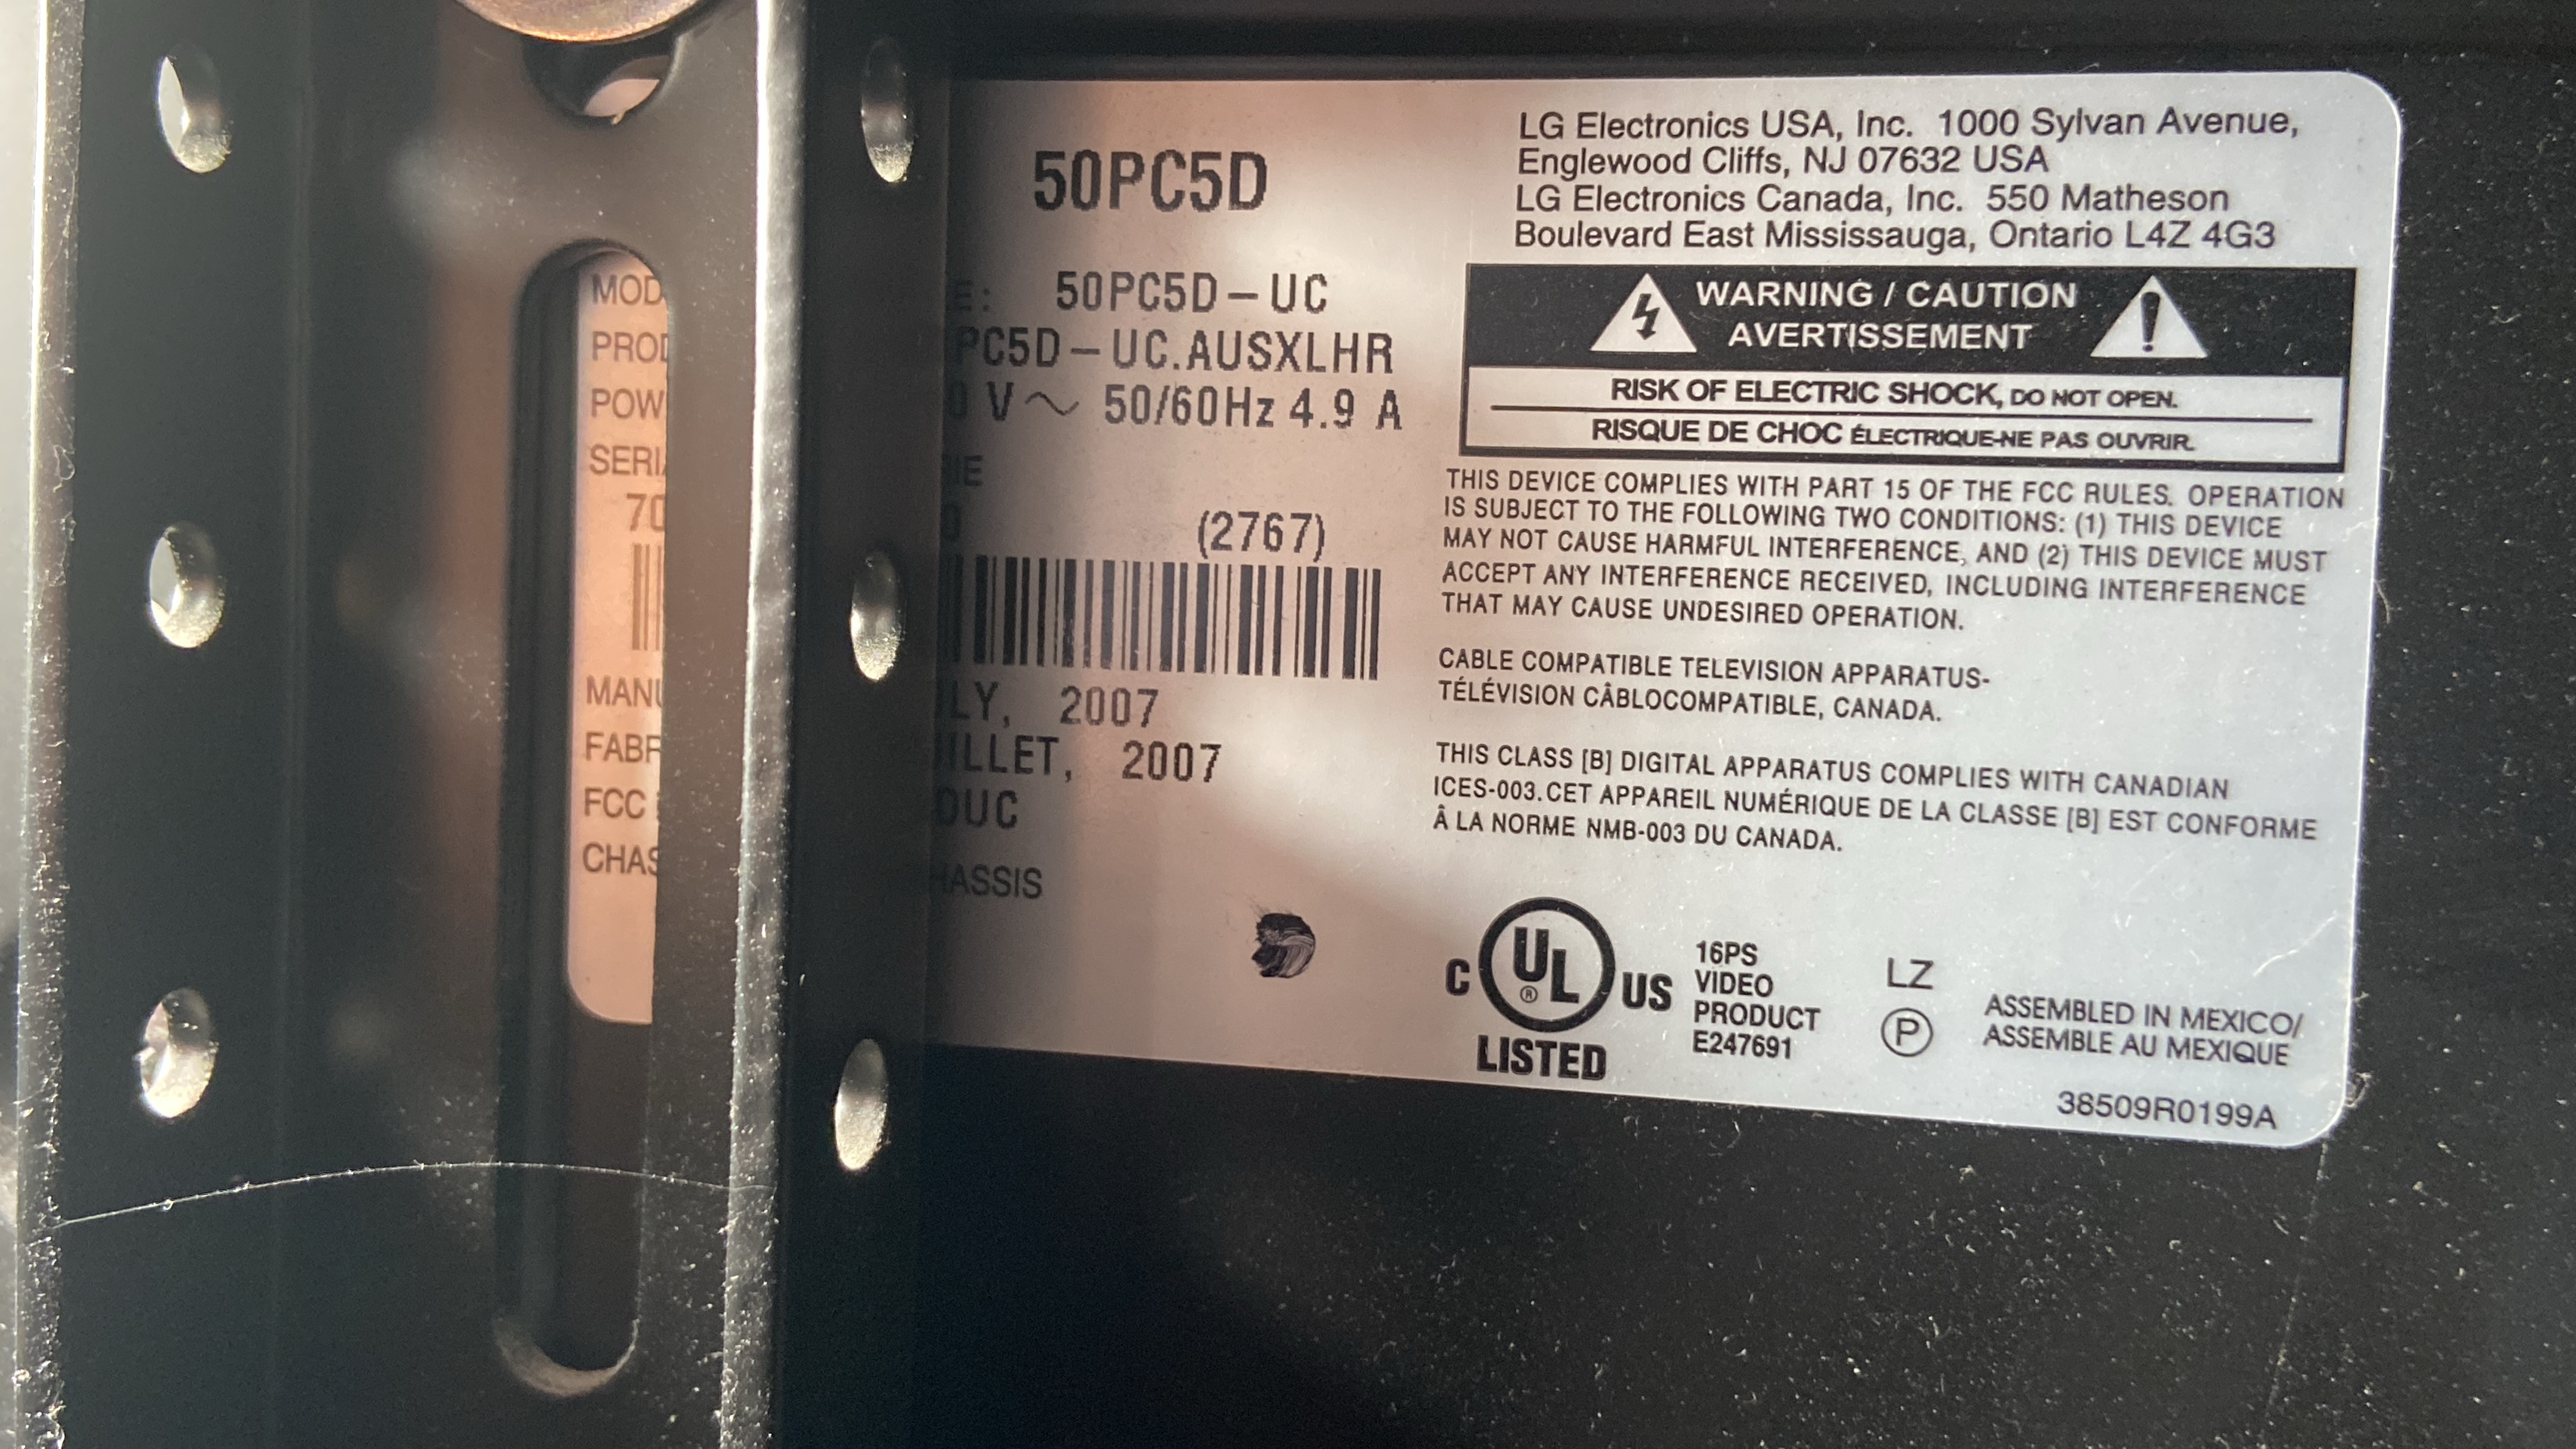 50PC5D
MOD
E: 50PC5D-UC
PROD
PC5D-UC.AUSXLHR
POW
0 V~ 50/60Hz 4.9 A
SERI
RIE
70
(2767)
MANU
LY, 2007
FABR
ILLET, 2007
FCC
DUC
CHAS
HASSIS
LG Electronics USA, Inc. 1000 Sylvan Avenue,
Englewood Cliffs, NJ 07632 USA
LG Electronics Canada, Inc. 550 Matheson
Boulevard East Mississauga, Ontario L4Z 4G3
WARNING / CAUTION
AVERTISSEMENT
RISK OF ELECTRIC SHOCK, DO NOT OPEN.
RISQUE DE CHOC ÉLECTRIQUE-NE PAS OUVRIR.
THIS DEVICE COMPLIES WITH PART 15 OF THE FCC RULES. OPERATION
IS SUBJECT TO THE FOLLOWING TWO CONDITIONS: (1) THIS DEVICE
MAY NOT CAUSE HARMFUL INTERFERENCE, AND (2) THIS DEVICE MUST
ACCEPT ANY INTERFERENCE RECEIVED, INCLUDING INTERFERENCE
THAT MAY CAUSE UNDESIRED OPERATION.
CABLE COMPATIBLE TELEVISION APPARATUS-
TÉLÉVISION CÂBLOCOMPATIBLE, CANADA.
THIS CLASS [B] DIGITAL APPARATUS COMPLIES WITH CANADIAN
ICES-003.CET APPAREIL NUMÉRIQUE DE LA CLASSE [B] EST CONFORME
Â LA NORME NMB-003 DU CANADA.
C UL ® US
LISTED
16PS
VIDEO
PRODUCT
E247691
LZ
P
ASSEMBLED IN MEXICO/
ASSEMBLE AU MEXIQUE
38509R0199A